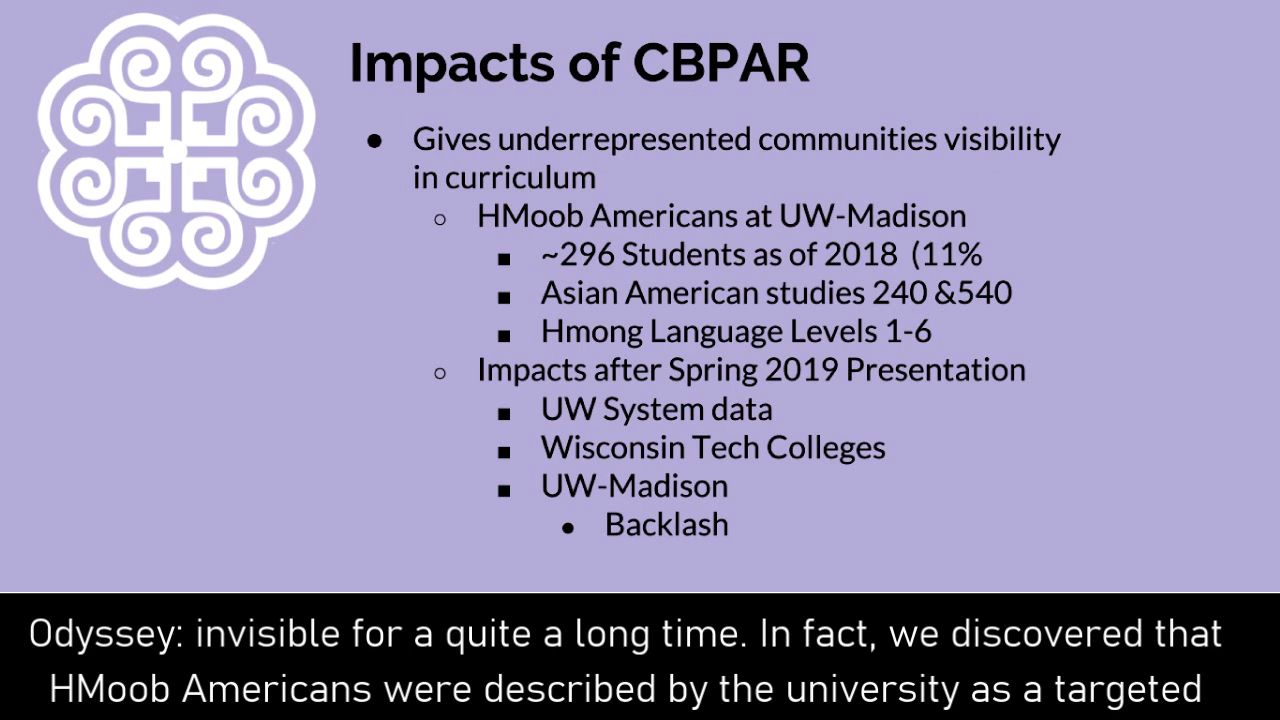 Impacts of CBPAR
● Gives underrepresented communities visibility
in curriculum
○ HMoob Americans at UW-Madison
■ ~296 Students as of 2018 (11%
■ Asian American studies 240 &540
■ Hmong Language Levels 1-6
○ Impacts after Spring 2019 Presentation
■ UW System data
■ Wisconsin Tech Colleges
■ UW-Madison
● Backlash
Odyssey: invisible for a quite a long time. In fact, we discovered that
HMoob Americans were described by the university as a targeted